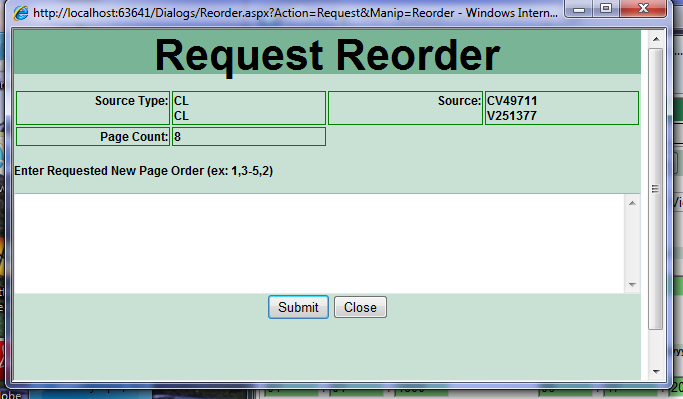 http://localhost:63641/Dialogs/Reorder.aspx?Action=Request&Manip=Reorder - Windows Intern...
Request Reorder
Source Type: CL Source: CV49711
CL V251377
Page Count: 8
Enter Requested New Page Order (ex: 1,3-5,2)
Submit Close